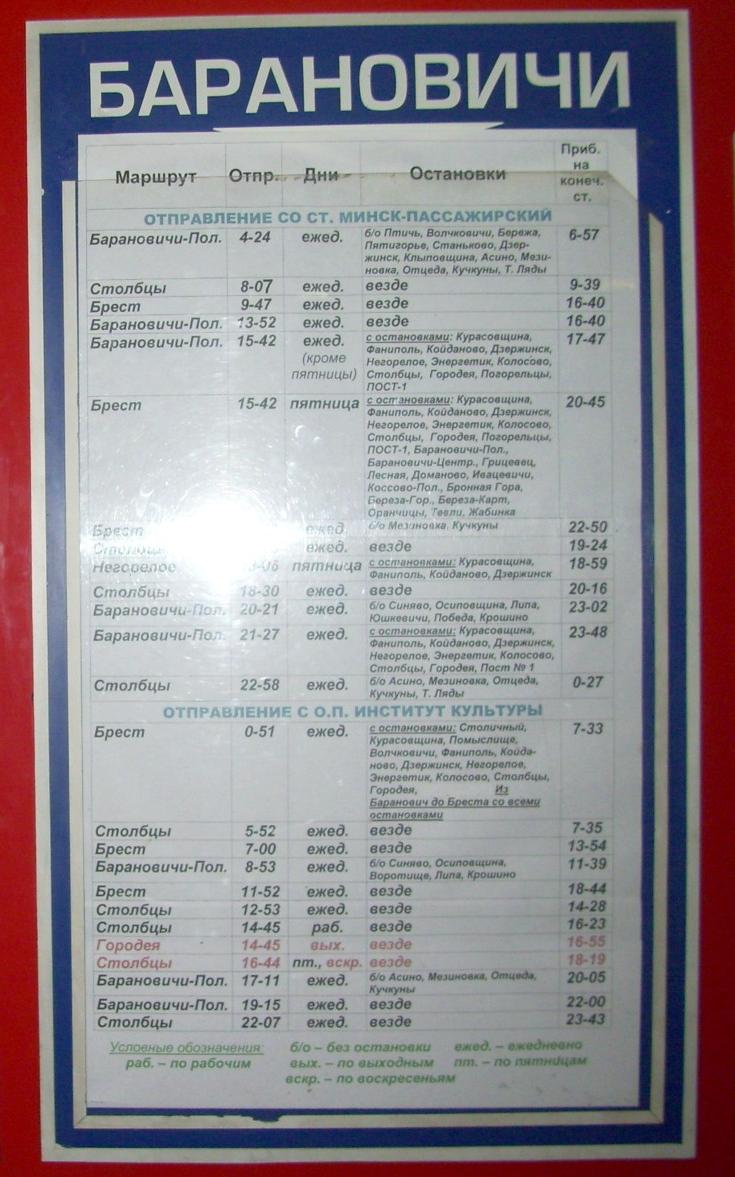 БАРАНОВИЧИ
Маршрут Отпр. Дни Остановки Приб. на конеч. ст.
ОТПРАВЛЕНИЕ СО СТ. МИНСК-ПАССАЖИРСКИЙ
Барановичи-Пол. 4-24 ежед. б/о Птичь, Волчковичи, Бережа, 6-57
Пятигорье, Станьково, Дзер-
жинск, Клыповщина, Асино, Мези-
новка, Отцеда, Кучкуны, Т. Ляды
Столбцы 8-07 ежед. везде 9-39
Брест 9-47 ежед. везде 16-40
Барановичи-Пол. 13-52 ежед. везде 16-40
Барановичи-Пол. 15-42 ежед. с остановками: Курасовщина, 17-47
(кроме Фаниполь, Койданово, Дзержинск,
пятницы) Негорелое, Энергетик, Колосово,
Столбцы, Городея, Погорельцы,
ПОСТ-1
Брест 15-42 пятница с остановками: Курасовщина, 20-45
Фаниполь, Койданово, Дзержинск,
Негорелое, Энергетик, Колосово,
Столбцы, Городея, Погорельцы,
ПОСТ-1, Барановичи-Пол.,
Барановичи-Центр., Грицевец,
Лесная, Доманово, Ивацевичи,
Коссово-Пол., Бронная Гора,
Береза-Гор., Береза-Карт,
Оранчицы, Тевли, Жабинка
Брест ежед. б/о Мезиновка, Кучкуны 22-50
Столбцы ежед. везде 19-24
Негорелое пятница с остановками: Курасовщина, 18-59
Фаниполь, Койданово, Дзержинск
Столбцы 18-30 ежед. везде 20-16
Барановичи-Пол. 20-21 ежед. б/о Синяво, Осиповщина, Липа, 23-02
Юшкевичи, Победа, Крошино
Барановичи-Пол. 21-27 ежед. с остановками: Курасовщина, 23-48
Фаниполь, Койданово, Дзержинск,
Негорелое, Энергетик, Колосово,
Столбцы, Городея, Пост № 1
Столбцы 22-58 ежед. б/о Асино, Мезиновка, Отцеда, 0-27
Кучкуны, Т. Ляды
ОТПРАВЛЕНИЕ С О.П. ИНСТИТУТ КУЛЬТУРЫ
Брест 0-51 ежед. с остановками: Столичный, 7-33
Курасовщина, Помыслище,
Волчковичи, Фаниполь, Койда-
ново, Дзержинск, Негорелое,
Энергетик, Колосово, Столбцы,
Городея, Из
Баранович до Бреста со всеми
остановками
Столбцы 5-52 ежед. везде 7-35
Брест 7-00 ежед. везде 13-54
Барановичи-Пол. 8-53 ежед. б/о Синяво, Осиповщина, 11-39
Воротище, Липа, Крошино
Брест 11-52 ежед. везде 18-44
Столбцы 12-53 ежед. везде 14-28
Столбцы 14-45 раб. везде 16-23
Городея 14-45 вых. везде 16-55
Столбцы 16-44 пт., вскр. везде 18-19
Барановичи-Пол. 17-11 ежед. б/о Асино, Мезиновка, Отцеда, 20-05
Кучкуны
Барановичи-Пол. 19-15 ежед. везде 22-00
Столбцы 22-07 ежед. везде 23-43
Условные обозначения: б/о – без остановки ежед. – ежедневно
раб. – по рабочим вых. – по выходным пт. – по пятницам
вскр. – по воскресеньям